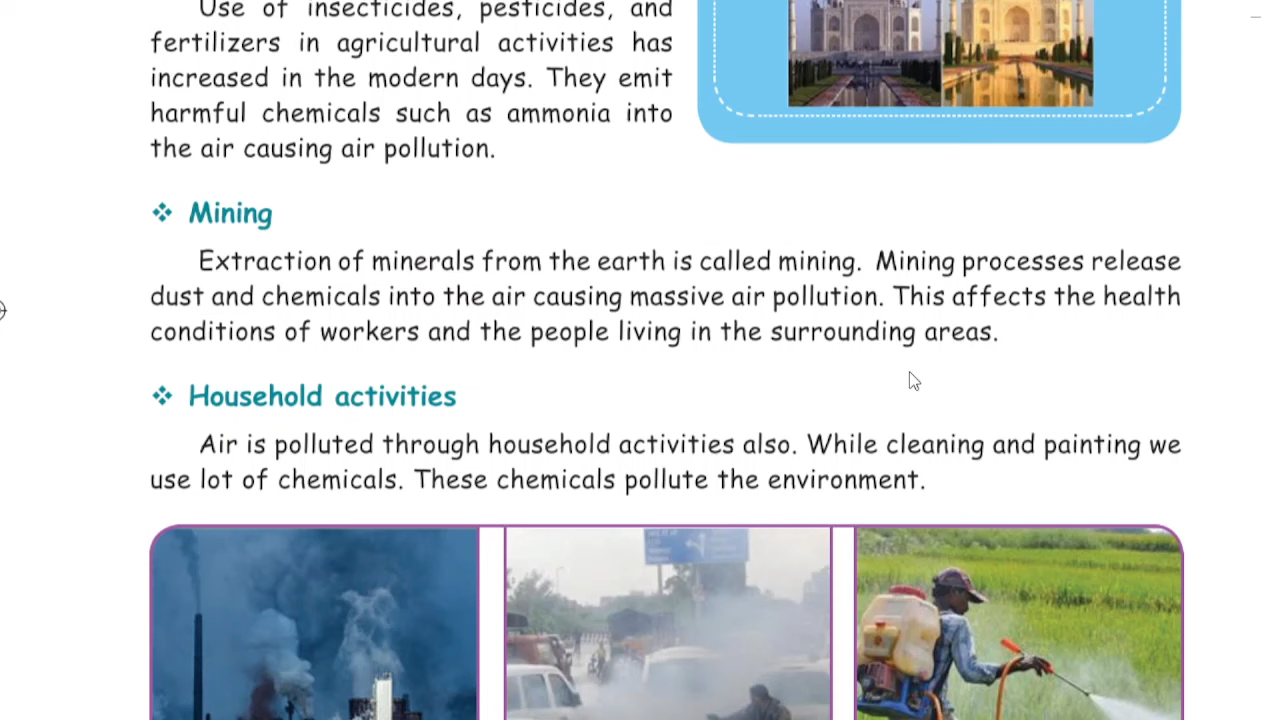 Use of insecticides, pesticides, and
fertilizers in agricultural activities has
increased in the modern days. They emit
harmful chemicals such as ammonia into
the air causing air pollution.
❖ Mining
Extraction of minerals from the earth is called mining. Mining processes release
dust and chemicals into the air causing massive air pollution. This affects the health
conditions of workers and the people living in the surrounding areas.
❖ Household activities
Air is polluted through household activities also. While cleaning and painting we
use lot of chemicals. These chemicals pollute the environment.